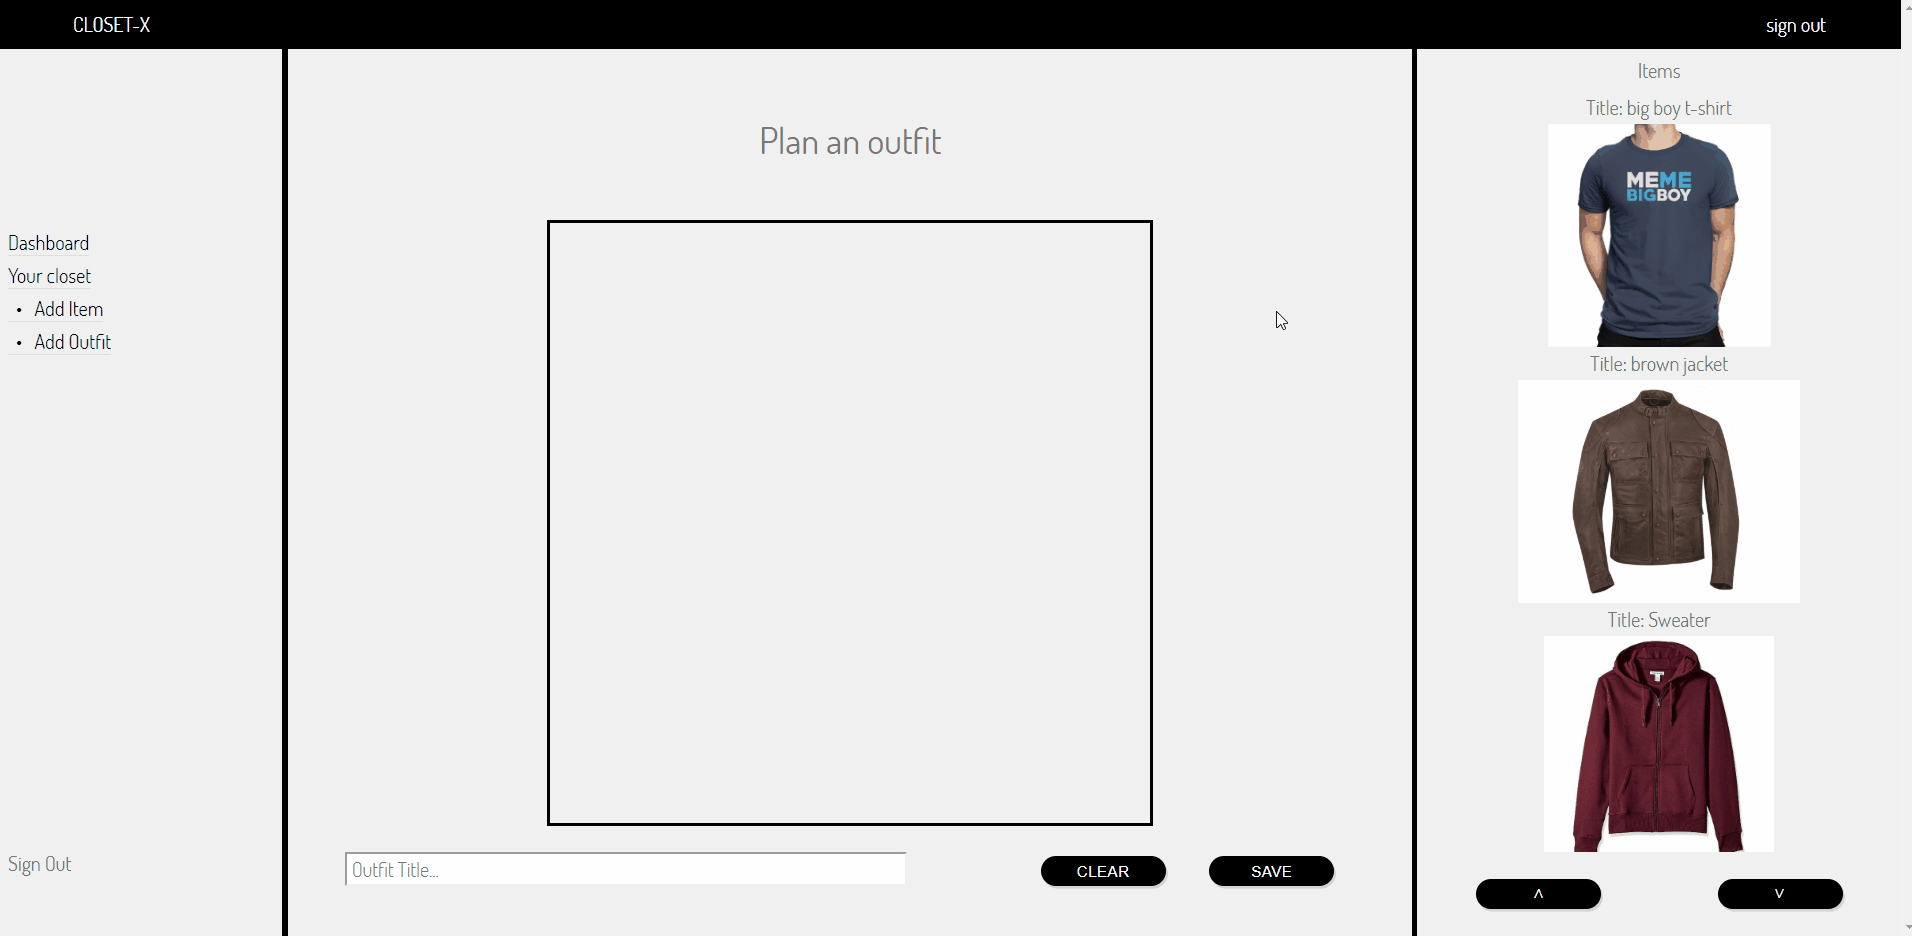 CLOSET-X
sign out
Dashboard
Your closet
• Add Item
• Add Outfit
Sign Out
Plan an outfit
Outfit Title...
CLEAR
SAVE
Items
Title: big boy t-shirt
MEME
BIGBOY
Title: brown jacket
Title: Sweater
^
v